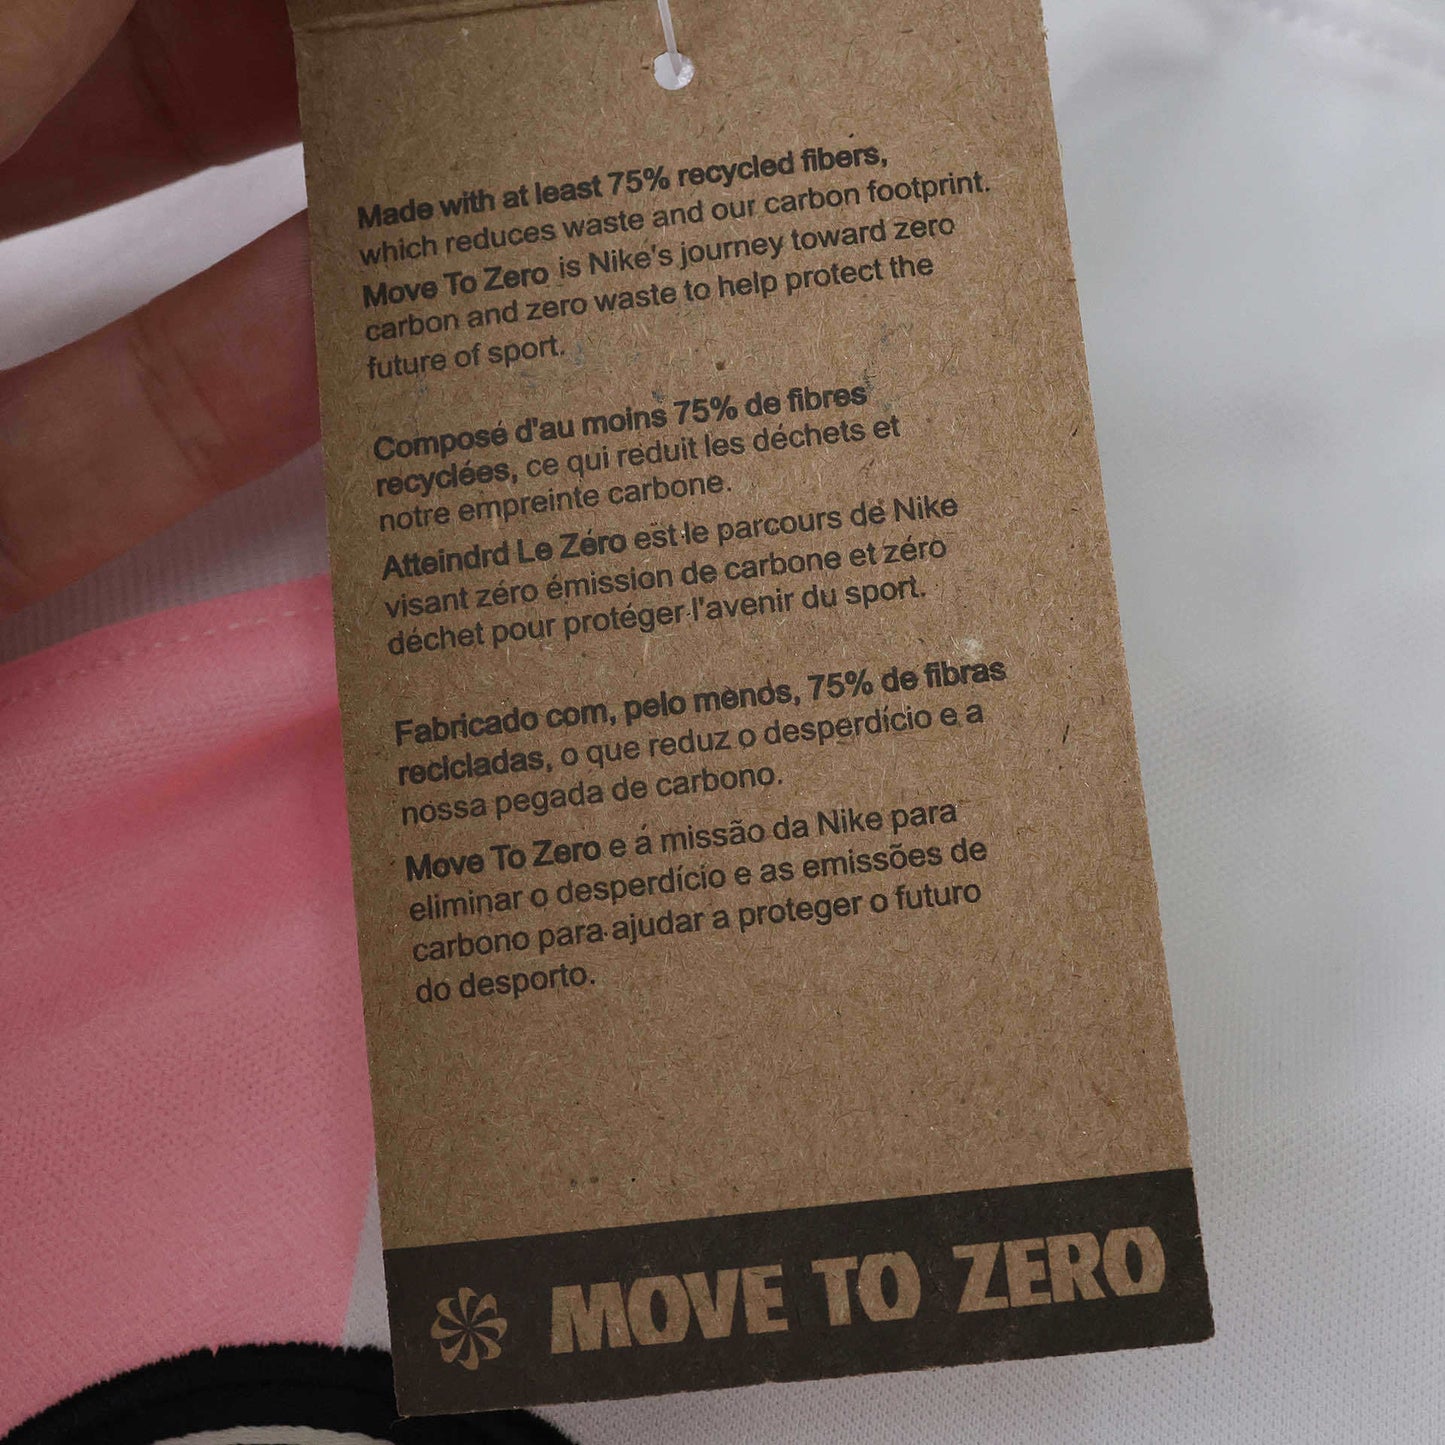 Made with at least 75% recycled fibers,
which reduces waste and our carbon footprint.
Move To Zero is Nike's journey toward zero
carbon and zero waste to help protect the
future of sport.
Composé d'au moins 75% de fibres
recyclées, ce qui reduit les déchets et
notre empreinte carbone.
Atteindrd Le Zéro est le parcours de Nike
visant zéro émission de carbone et zéro
déchet pour protéger l'avenir du sport.
Fabricado com, pelo menos, 75% de fibras
recicladas, o que reduz o desperdício e a
nossa pegada de carbono.
Move To Zero e á missão da Nike para
eliminar o desperdício e as emissões de
carbono para ajudar a proteger o futuro
do desporto.
MOVE TO ZERO